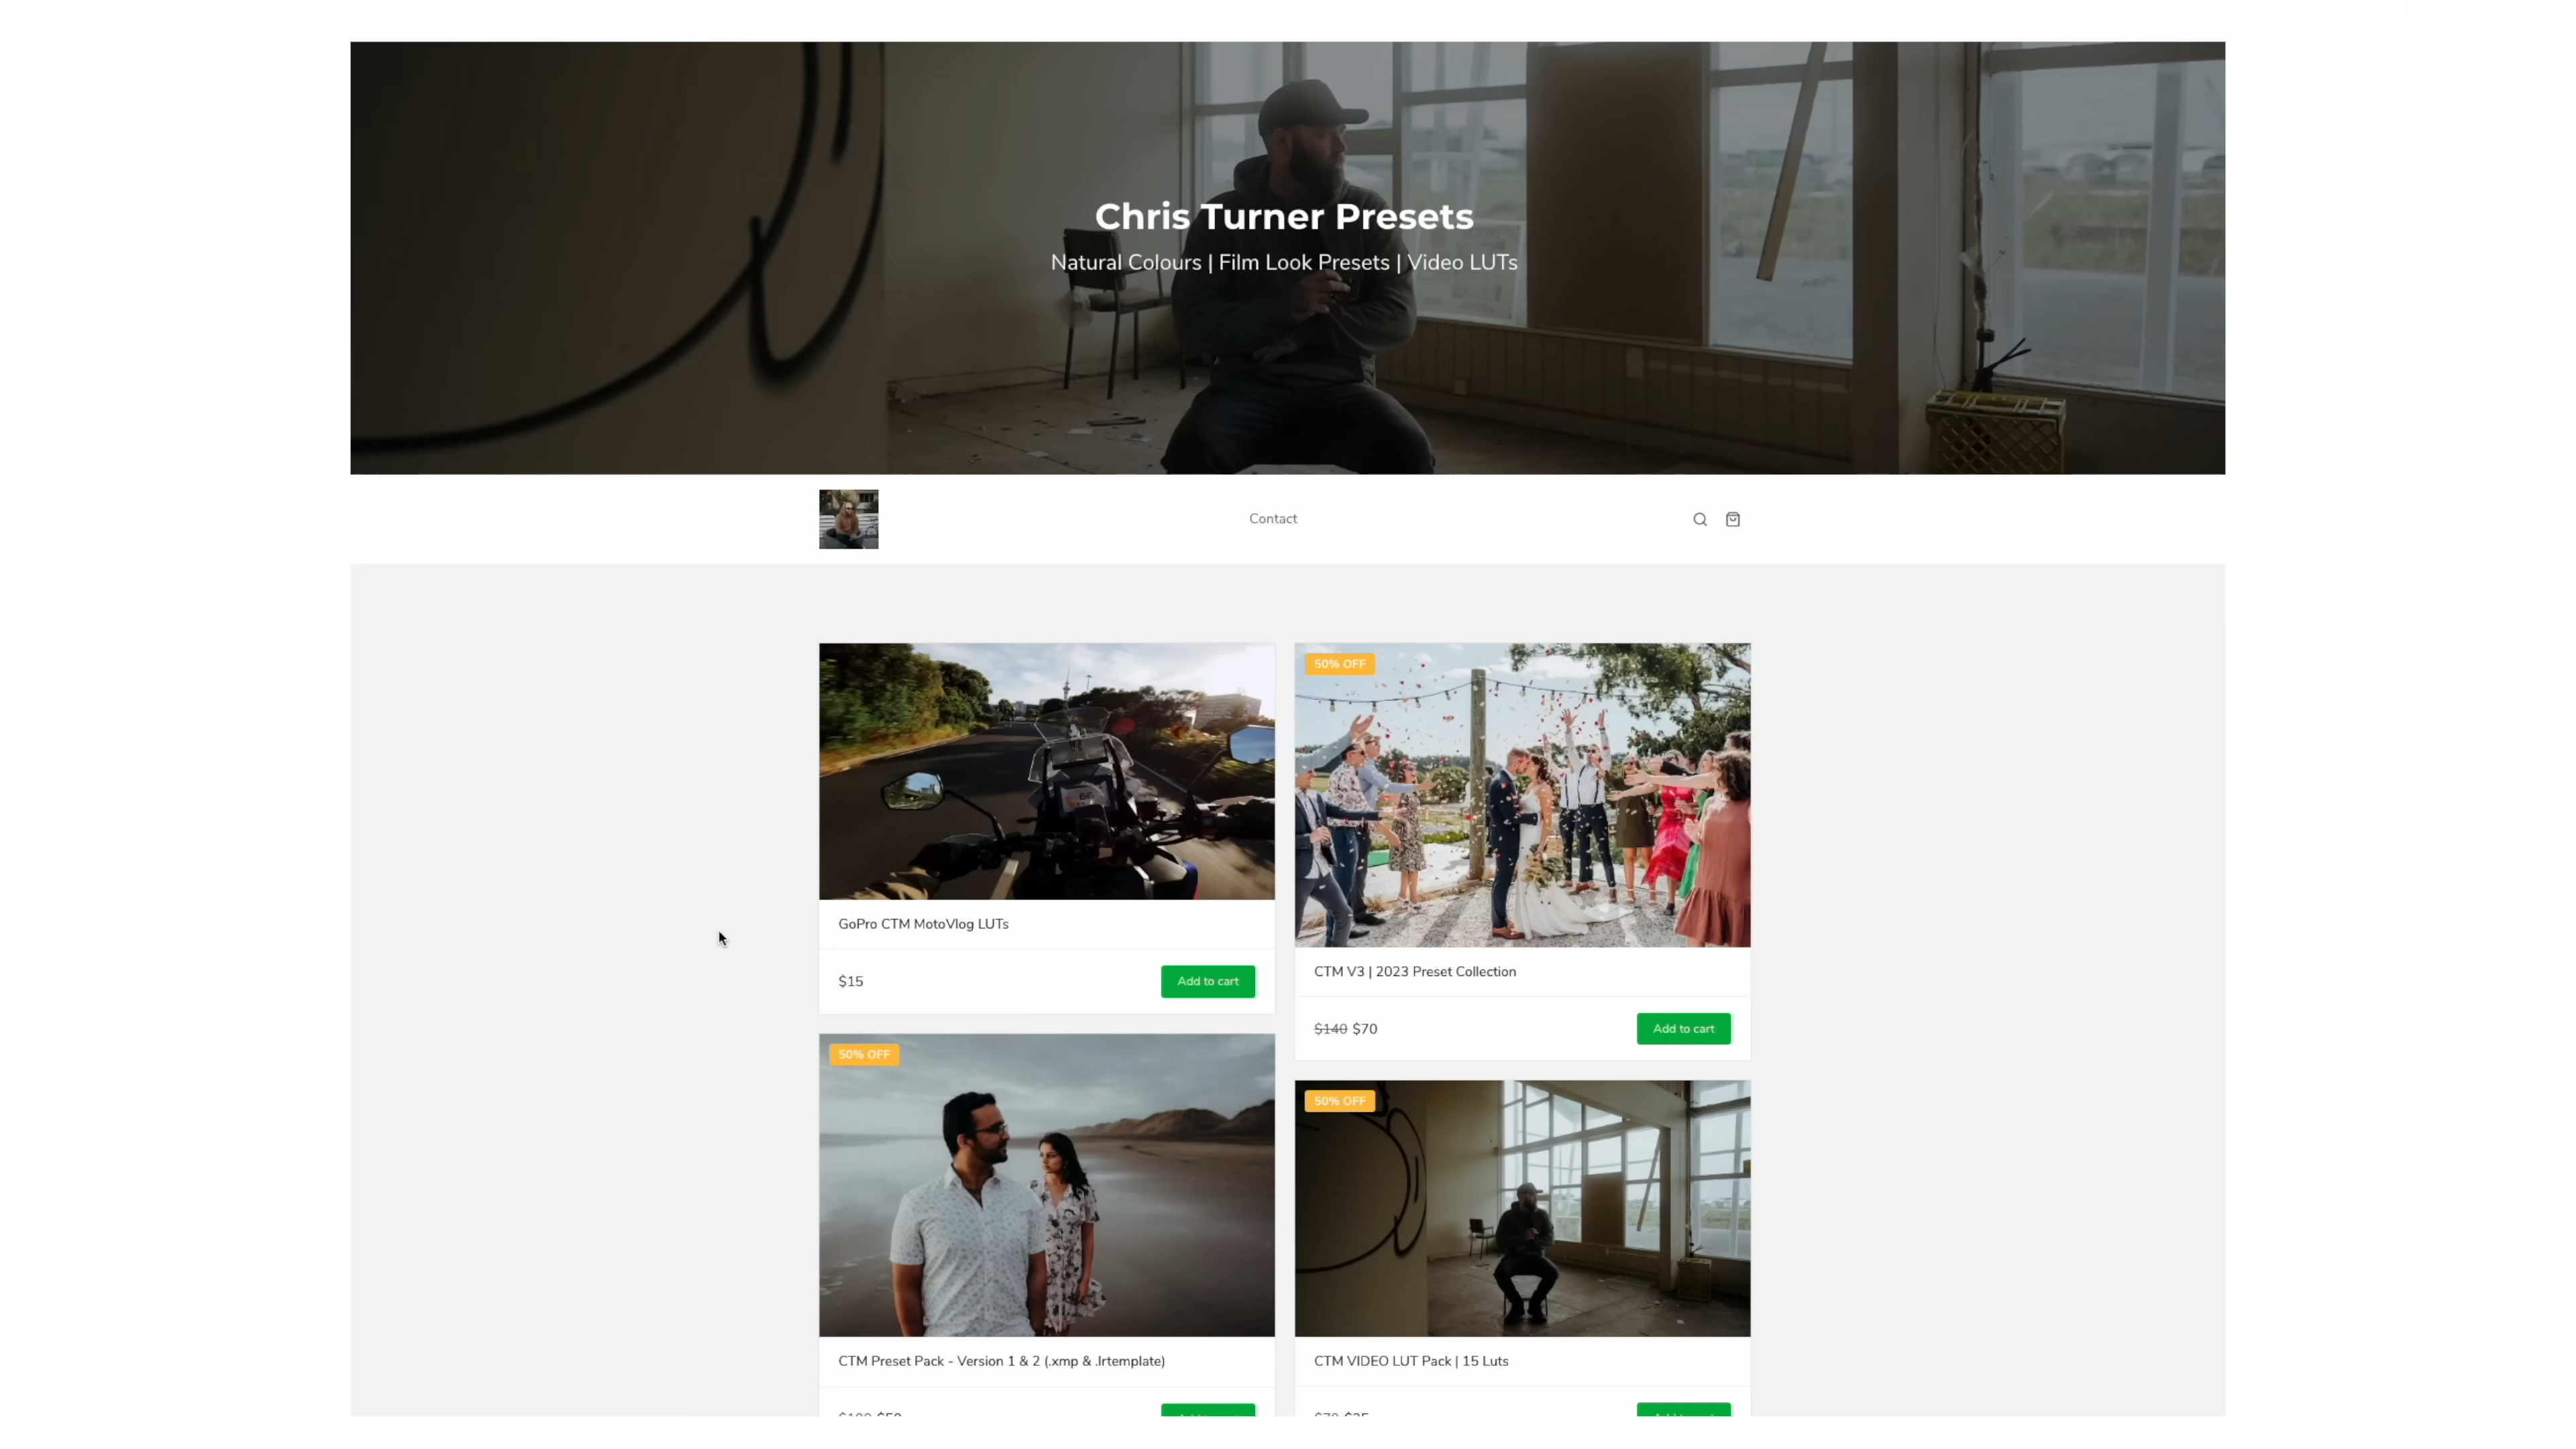 Chris Turner Presets
Natural Colours | Film Look Presets | Video LUTs
Contact
GoPro CTM MotoVlog LUTs
$15
Add to cart
50% OFF
CTM V3 | 2023 Preset Collection
$140 $70
Add to cart
50% OFF
CTM Preset Pack - Version 1 & 2 (.xmp & .lrtemplate)
50% OFF
CTM VIDEO LUT Pack | 15 Luts